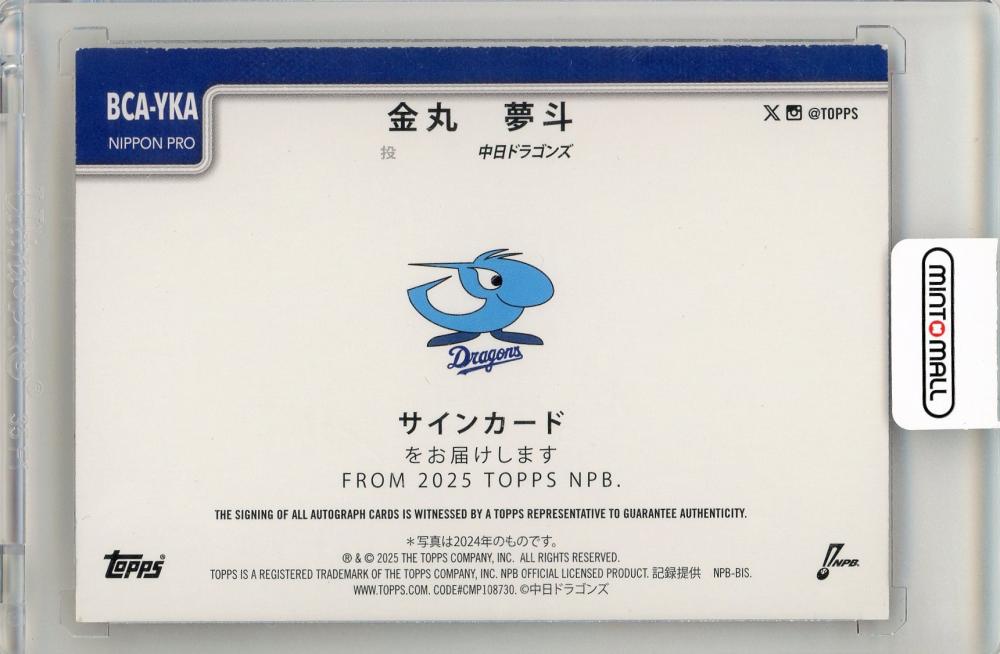 BCA-YKA
NIPPON PRO
金丸 夢斗
投 中日ドラゴンズ
@TOPPS
Dragons
サインカード
をお届けします
FROM 2025 TOPPS NPB.
THE SIGNING OF ALL AUTOGRAPH CARDS IS WITNESSED BY A TOPPS REPRESENTATIVE TO GUARANTEE AUTHENTICITY.
＊写真は2024年のものです。
® & © 2025 THE TOPPS COMPANY, INC. ALL RIGHTS RESERVED.
TOPPS IS A REGISTERED TRADEMARK OF THE TOPPS COMPANY, INC. NPB OFFICIAL LICENSED PRODUCT. 記録提供 NPB-BIS.
WWW.TOPPS.COM. CODE#CMP108730. ©中日ドラゴンズ
topps®
NPB.
MINT MALL